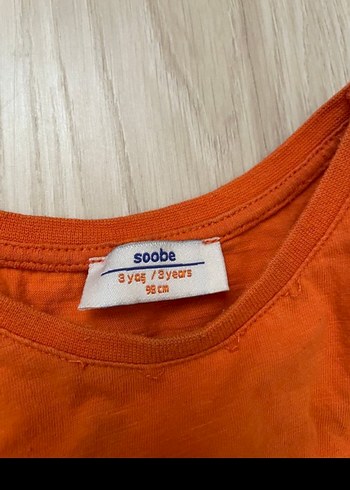 soobe
3 yaş / 3 years
98 cm